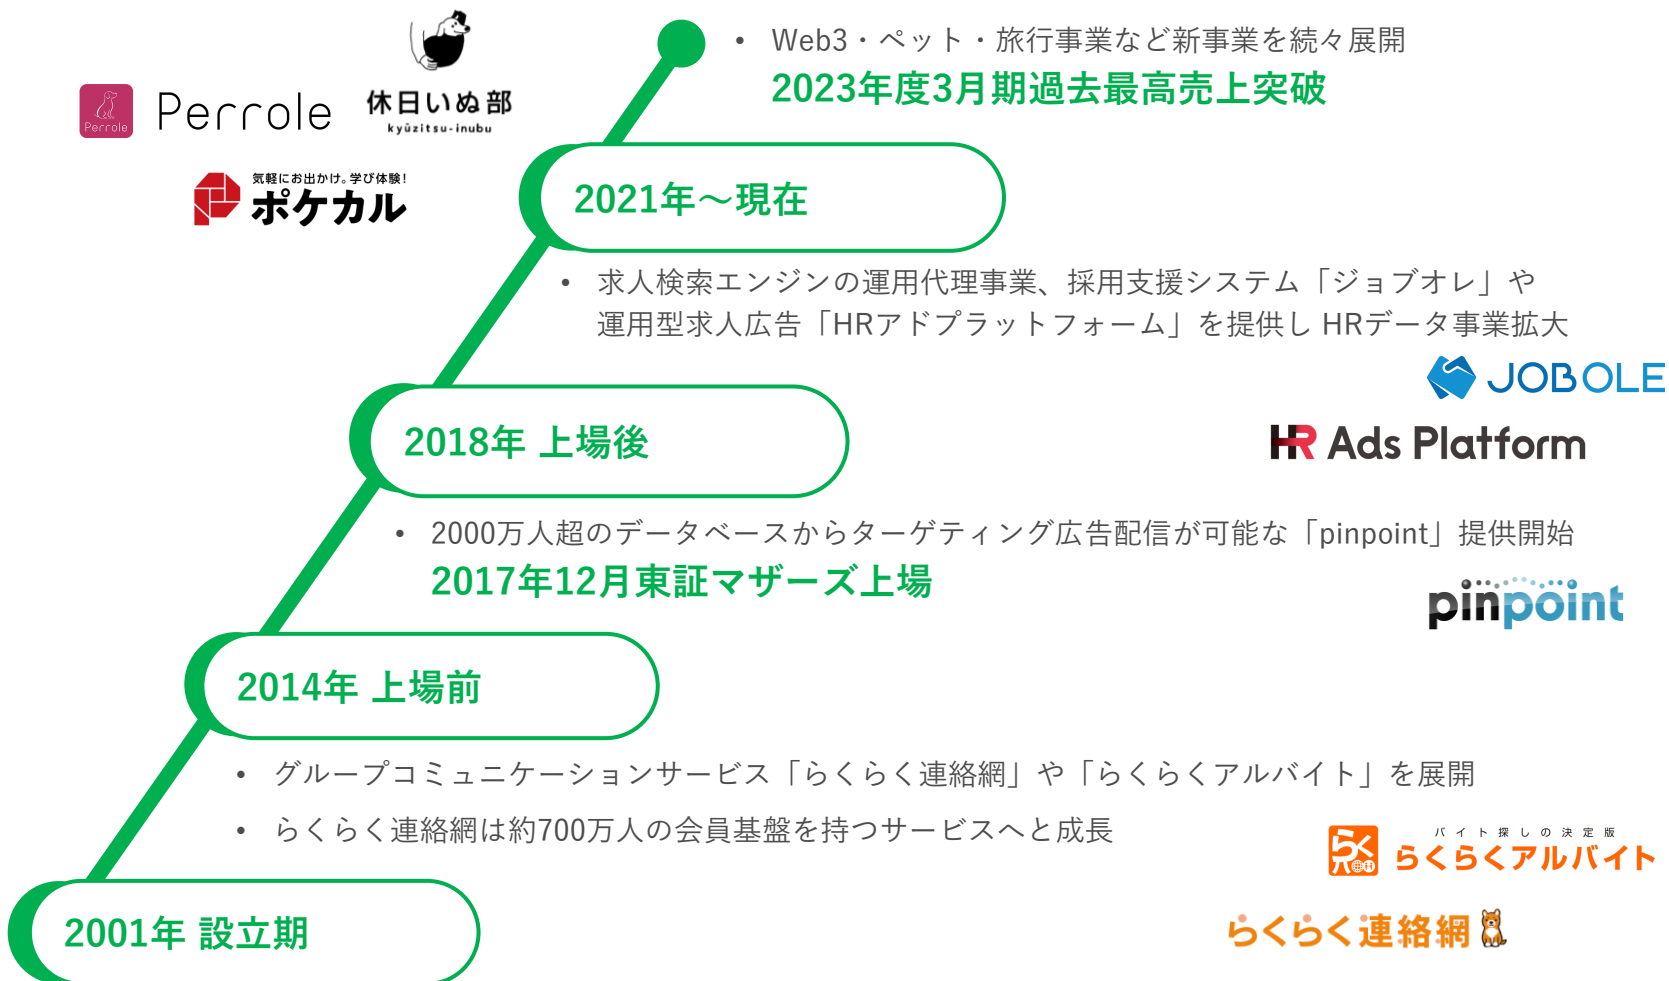 • Web3・ペット・旅行事業など新事業を続々展開
2023年度3月期過去最高売上突破
Perrole
Perrole
休日いぬ部
kyūzitsu-inubu
気軽にお出かけ。学び体験！
ポケカル
2021年～現在
• 求人検索エンジンの運用代理事業、採用支援システム「ジョブオレ」や
運用型求人広告「HRアドプラットフォーム」を提供し HRデータ事業拡大
JOBOLE
HR Ads Platform
2018年 上場後
• 2000万人超のデータベースからターゲティング広告配信が可能な「pinpoint」提供開始
2017年12月東証マザーズ上場
pinpoint
2014年 上場前
• グループコミュニケーションサービス「らくらく連絡網」や「らくらくアルバイト」を展開
• らくらく連絡網は約700万人の会員基盤を持つサービスへと成長
バイト探しの決定版
らくらくアルバイト
らくらく連絡網
2001年 設立期